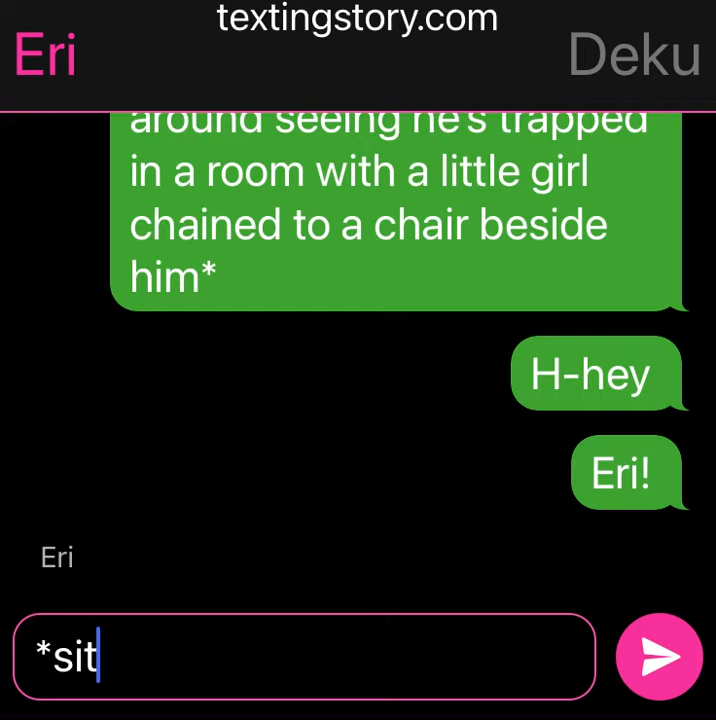 textingstory.com
Eri
Deku
around seeing he's trapped
in a room with a little girl
chained to a chair beside
him*
H-hey
Eri!
Eri
*sit